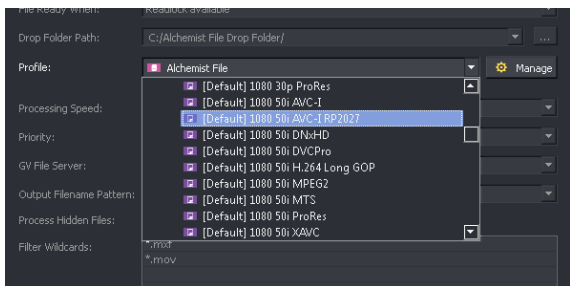 File Ready When: Readlock available
Drop Folder Path: C:/Alchemist File Drop Folder/ ...
Profile: Alchemist File Manage
[Default] 1080 30p ProRes
[Default] 1080 50i AVC-I
Processing Speed: [Default] 1080 50i AVC-I RP2027
Priority: [Default] 1080 50i DNxHD
[Default] 1080 50i DVCPro
GV File Server: [Default] 1080 50i H.264 Long GOP
[Default] 1080 50i MPEG2
Output Filename Pattern: [Default] 1080 50i MTS
Process Hidden Files: [Default] 1080 50i ProRes
[Default] 1080 50i XAVC
Filter Wildcards: *.mxf
*.mov